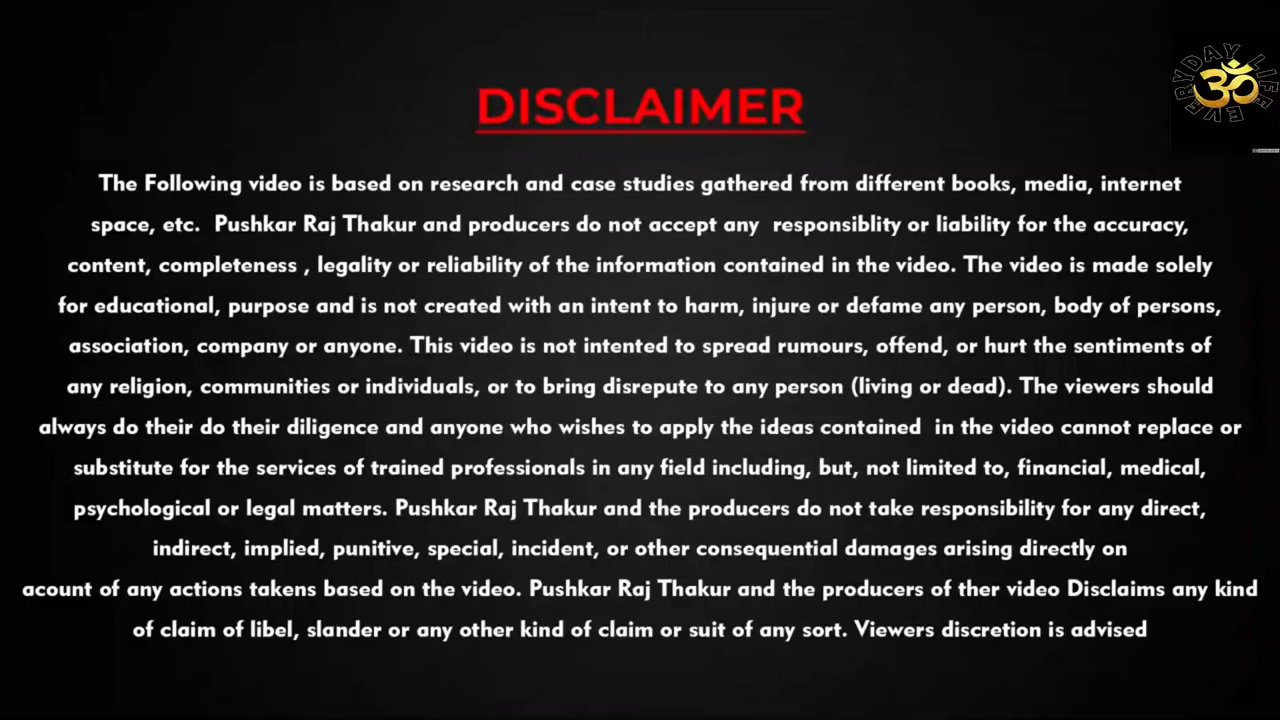 DISCLAIMER
EVERYDAY LIFE
ॐ
The Following video is based on research and case studies gathered from different books, media, internet
space, etc.  Pushkar Raj Thakur and producers do not accept any  responsiblity or liability for the accuracy,
content, completeness , legality or reliability of the information contained in the video. The video is made solely
for educational, purpose and is not created with an intent to harm, injure or defame any person, body of persons,
association, company or anyone. This video is not intented to spread rumours, offend, or hurt the sentiments of
any religion, communities or individuals, or to bring disrepute to any person (living or dead). The viewers should
always do their do their diligence and anyone who wishes to apply the ideas contained  in the video cannot replace or
substitute for the services of trained professionals in any field including, but, not limited to, financial, medical,
psychological or legal matters. Pushkar Raj Thakur and the producers do not take responsibility for any direct,
indirect, implied, punitive, special, incident, or other consequential damages arising directly on
acount of any actions takens based on the video. Pushkar Raj Thakur and the producers of ther video Disclaims any kind
of claim of libel, slander or any other kind of claim or suit of any sort. Viewers discretion is advised